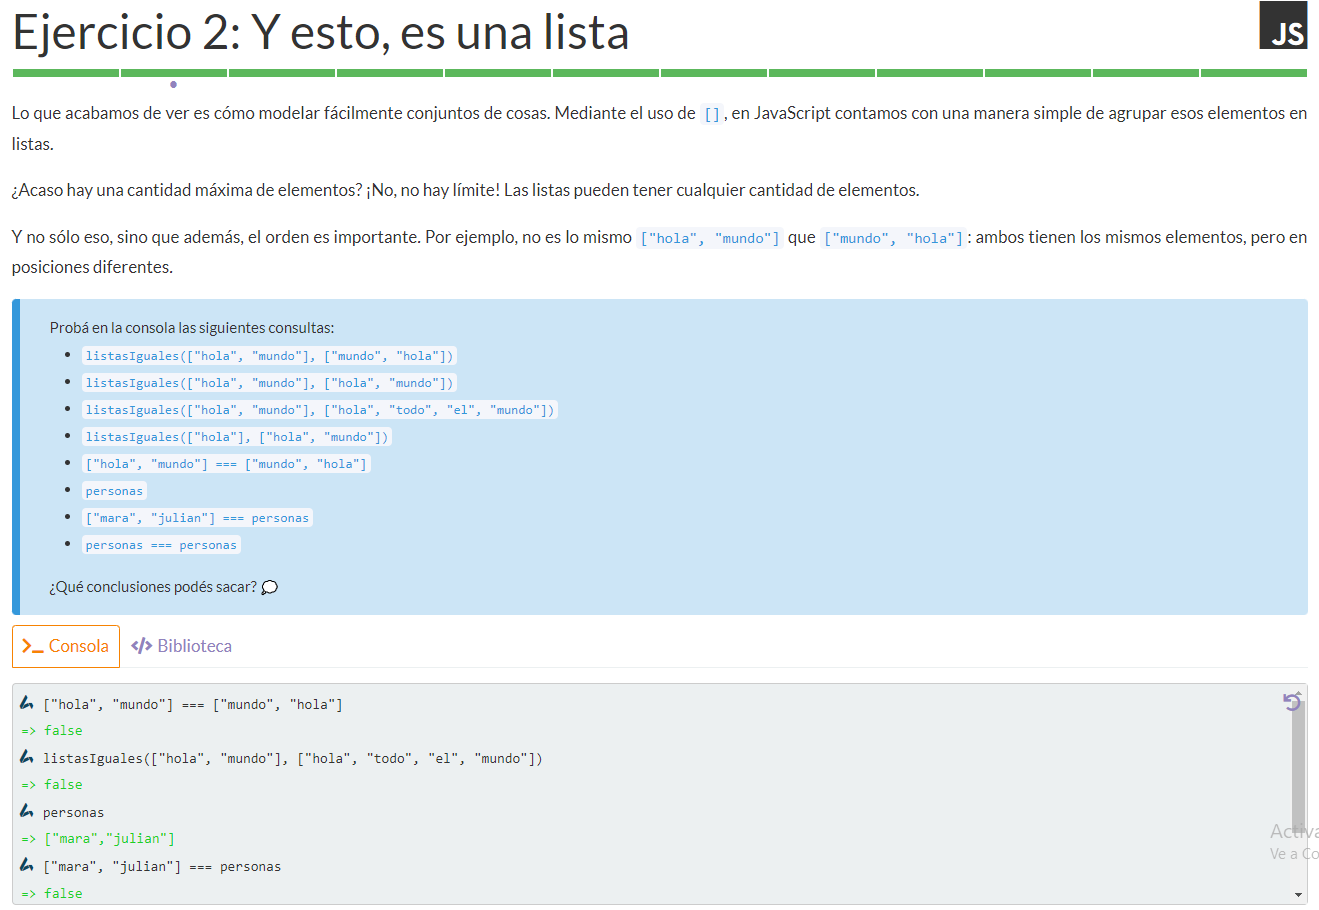 Ejercicio 2: Y esto, es una lista
JS
Lo que acabamos de ver es cómo modelar fácilmente conjuntos de cosas. Mediante el uso de [], en JavaScript contamos con una manera simple de agrupar esos elementos en
listas.
¿Acaso hay una cantidad máxima de elementos? ¡No, no hay límite! Las listas pueden tener cualquier cantidad de elementos.
Y no sólo eso, sino que además, el orden es importante. Por ejemplo, no es lo mismo ["hola", "mundo"] que ["mundo", "hola"]: ambos tienen los mismos elementos, pero en
posiciones diferentes.
Probá en la consola las siguientes consultas:
listasIguales(["hola", "mundo"], ["mundo", "hola"])
listasIguales(["hola", "mundo"], ["hola", "mundo"])
listasIguales(["hola", "mundo"], ["hola", "todo", "el", "mundo"])
listasIguales(["hola"], ["hola", "mundo"])
["hola", "mundo"] === ["mundo", "hola"]
personas
["mara", "julian"] === personas
personas === personas
¿Qué conclusiones podés sacar?
>_ Consola </> Biblioteca
["hola", "mundo"] === ["mundo", "hola"]
=> false
listasIguales(["hola", "mundo"], ["hola", "todo", "el", "mundo"])
=> false
personas
=> ["mara","julian"]
["mara", "julian"] === personas
=> false
Activa
Ve a Co